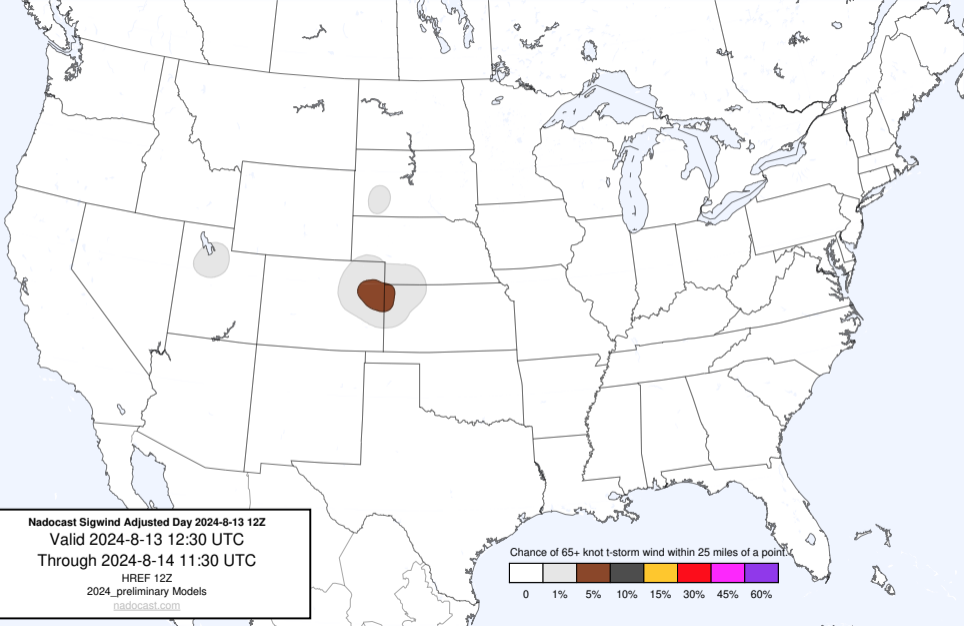 Nadocast Sigwind Adjusted Day 2024-8-13 12Z
Valid 2024-8-13 12:30 UTC
Through 2024-8-14 11:30 UTC
HREF 12Z
2024_preliminary Models
nadocast.com
Chance of 65+ knot t-storm wind within 25 miles of a point.
0 1% 5% 10% 15% 30% 45% 60%